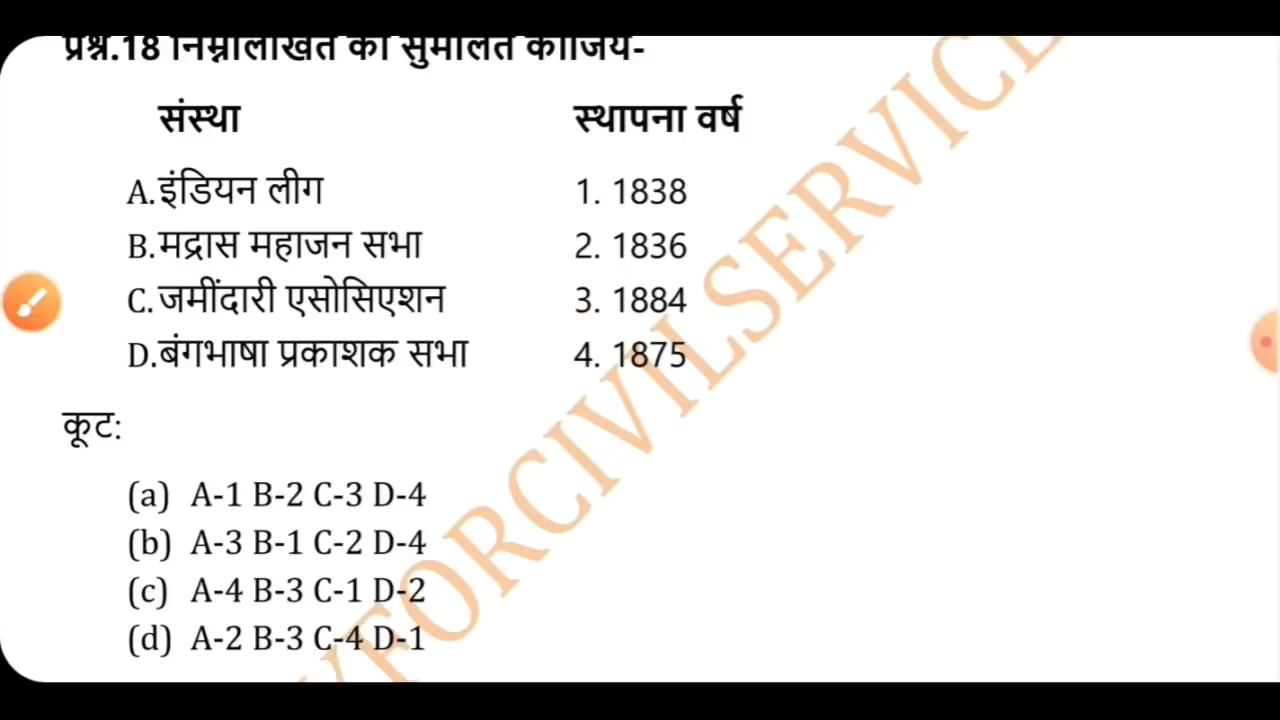 प्रश्न.18 निम्नलिखित को सुमेलित कीजिये-
संस्था स्थापना वर्ष
A.इंडियन लीग 1. 1838
B.मद्रास महाजन सभा 2. 1836
C.जमींदारी एसोसिएशन 3. 1884
D.बंगभाषा प्रकाशक सभा 4. 1875
कूट:
(a) A-1 B-2 C-3 D-4
(b) A-3 B-1 C-2 D-4
(c) A-4 B-3 C-1 D-2
(d) A-2 B-3 C-4 D-1